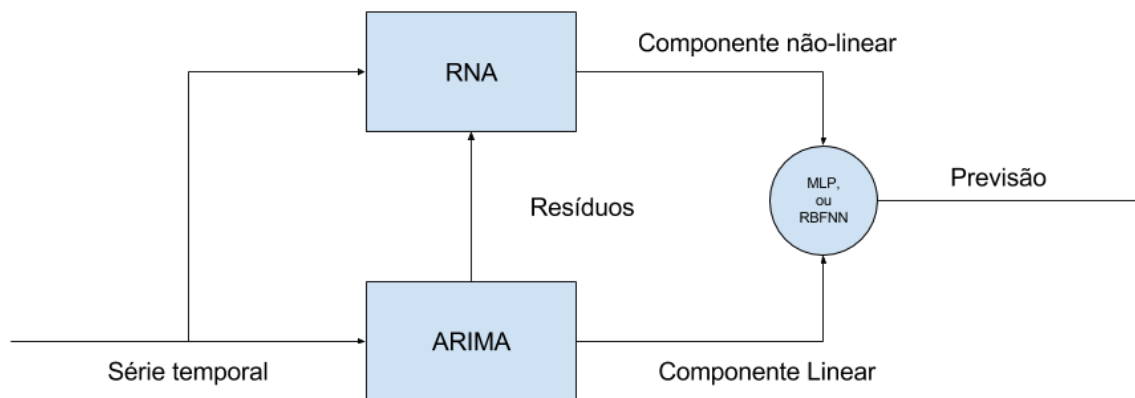 Componente não-linear
RNA
MLP,
ou
RBFNN
Previsão
Resíduos
ARIMA
Série temporal
Componente Linear